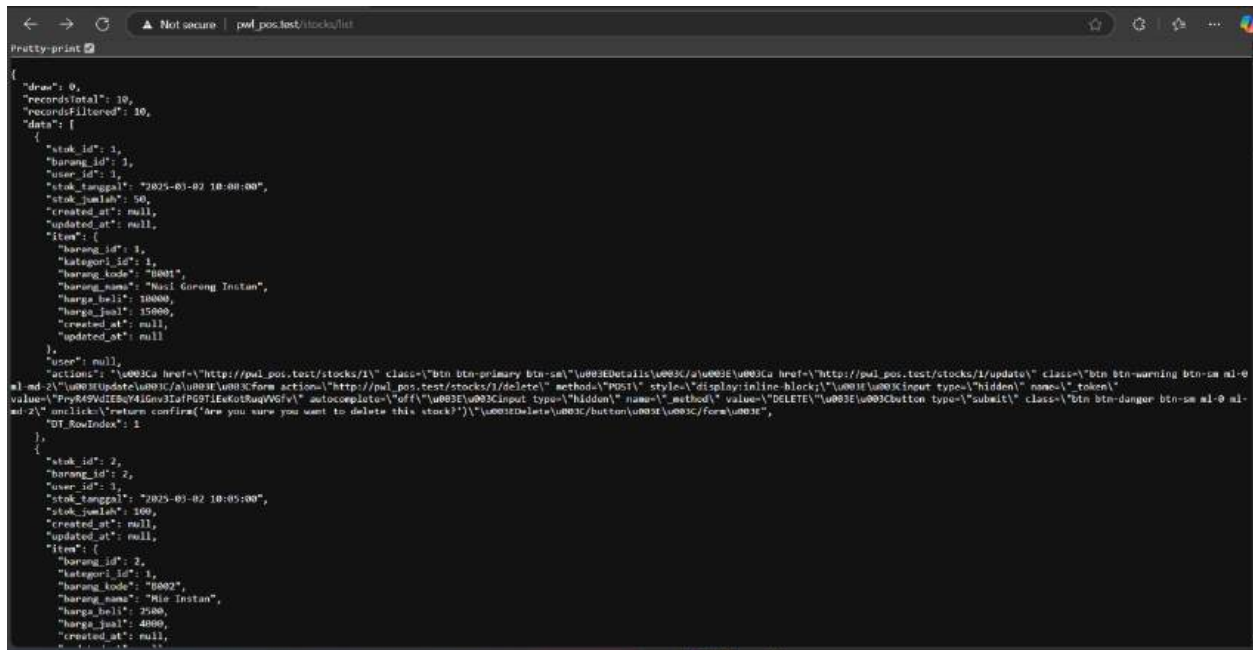 Not secure pwl_pos.test/stocks/list
Pretty-print
{
"draw": 0,
"recordsTotal": 10,
"recordsFiltered": 10,
"data": [
{
"stok_id": 1,
"barang_id": 1,
"user_id": 1,
"stok_tanggal": "2025-03-02 10:00:00",
"stok_jumlah": 50,
"created_at": null,
"updated_at": null,
"item": {
"barang_id": 1,
"kategori_id": 1,
"barang_kode": "B001",
"barang_nama": "Nasi Goreng Instan",
"harga_beli": 10000,
"harga_jual": 15000,
"created_at": null,
"updated_at": null
},
"user": null,
"actions": "\u003Ca href=\"http://pwl_pos.test/stocks/1\" class=\"btn btn-primary btn-sm\"\u003EDetails\u003C/a\u003E\u003Ca href=\"http://pwl_pos.test/stocks/1/update\" class=\"btn btn-warning btn-sm ml-0
ml-md-2\"\u003EUpdate\u003C/a\u003E\u003Cform action=\"http://pwl_pos.test/stocks/1/delete\" method=\"POST\" style=\"display:inline-block;\"\u003E\u003Cinput type=\"hidden\" name=\"_token\"
autocomplete=\"off\"\u003E\u003Cinput type=\"hidden\" name=\"_method\" value=\"DELETE\"\u003E\u003Cbutton type=\"submit\" class=\"btn btn-danger btn-sm ml-0 ml-
md-2\" onclick=\"return confirm('Are you sure you want to delete this stock?')\"\u003EDelete\u003C/button\u003E\u003C/form\u003E",
"DT_RowIndex": 1
},
{
"stok_id": 2,
"barang_id": 2,
"user_id": 1,
"stok_tanggal": "2025-03-02 10:05:00",
"stok_jumlah": 100,
"created_at": null,
"updated_at": null,
"item": {
"barang_id": 2,
"kategori_id": 1,
"barang_kode": "B002",
"barang_nama": "Mie Instan",
"harga_beli": 2500,
"harga_jual": 4000,
"created_at": null,